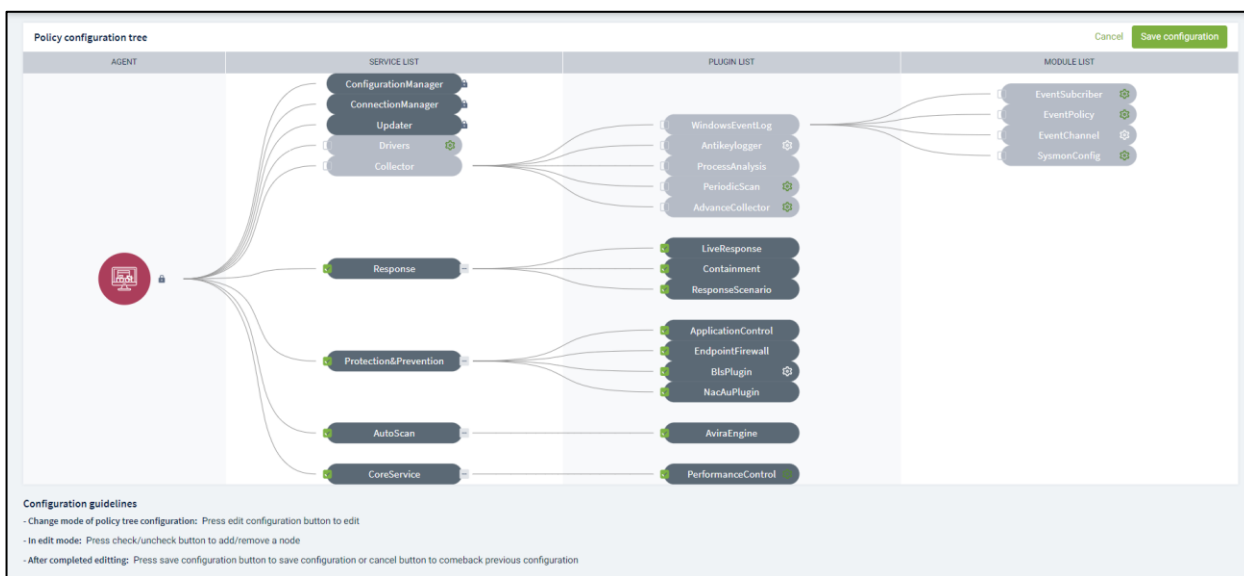 Policy configuration tree
Cancel
Save configuration
AGENT
SERVICE LIST
PLUGIN LIST
MODULE LIST
ConfigurationManager
ConnectionManager
Updater
Drivers
Collector
WindowsEventLog
Antikeylogger
ProcessAnalysis
PeriodicScan
AdvanceCollector
EventSubcriber
EventPolicy
EventChannel
SysmonConfig
Response
LiveResponse
Containment
ResponseScenario
Protection&Prevention
ApplicationControl
EndpointFirewall
BlsPlugin
NacAuPlugin
AutoScan
AviraEngine
CoreService
PerformanceControl
Configuration guidelines
- Change mode of policy tree configuration: Press edit configuration button to edit
- In edit mode: Press check/uncheck button to add/remove a node
- After completed editting: Press save configuration button to save configuration or cancel button to comeback previous configuration